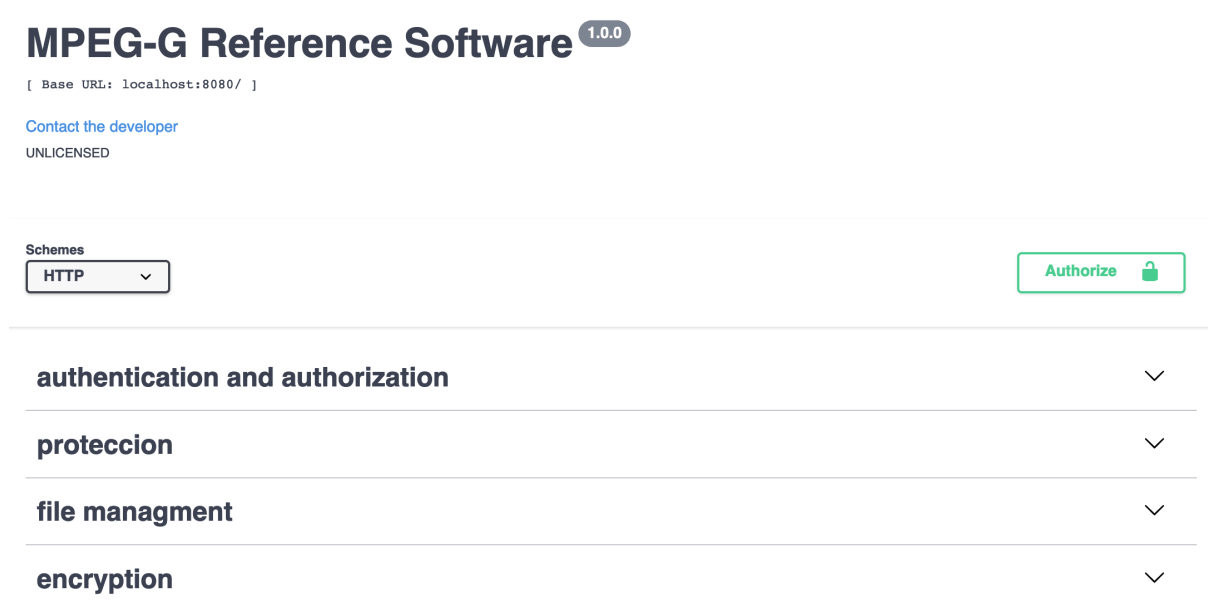 MPEG-G Reference Software 1.0.0
[ Base URL: localhost:8080/ ]
Contact the developer
UNLICENSED
Schemes
HTTP
Authorize
authentication and authorization
proteccion
file managment
encryption